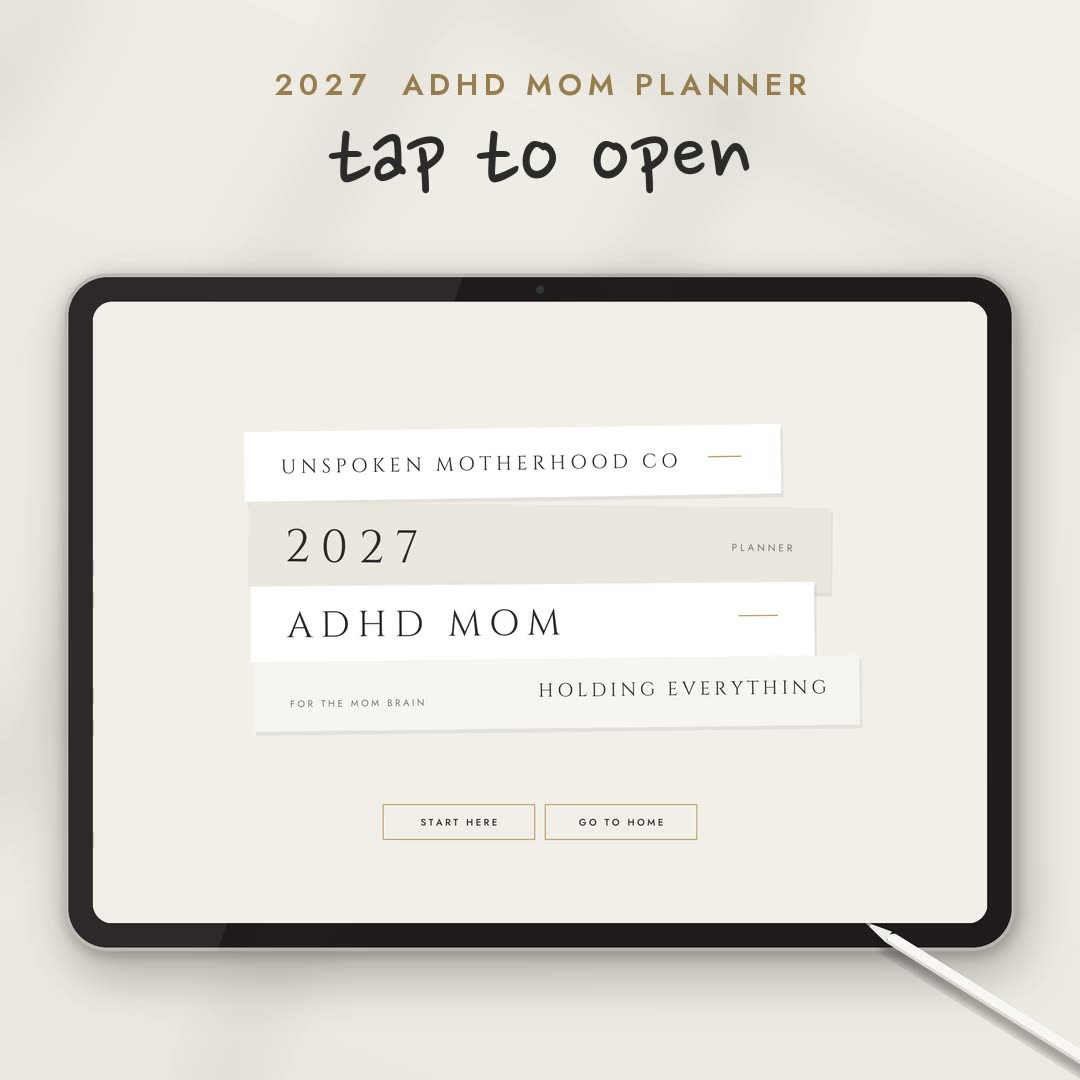 2027 ADHD MOM PLANNER
tap to open
UNSPOKEN MOTHERHOOD CO
2027
PLANNER
ADHD MOM
FOR THE MOM BRAIN
HOLDING EVERYTHING
START HERE
GO TO HOME